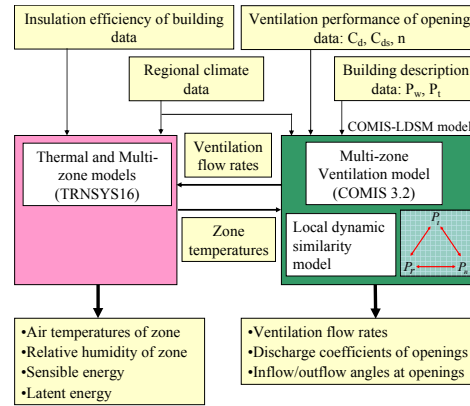 Insulation efficiency of building
data
Ventilation performance of opening
data: Cd, Cds, n
Regional climate
data
Building description
data: Pw, Pt
COMIS-LDSM model
Thermal and Multi-
zone models
(TRNSYS16)
Ventilation
flow rates
Zone
temperatures
Multi-zone
Ventilation model
(COMIS 3.2)
Local dynamic
similarity
model
Pt
Pr
•Air temperatures of zone
•Relative humidity of zone
•Sensible energy
•Latent energy
•Ventilation flow rates
•Discharge coefficients of openings
•Inflow/outflow angles at openings